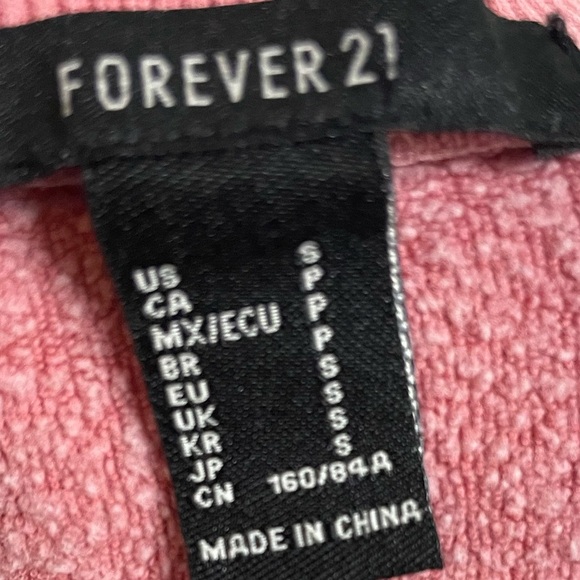 FOREVER 21
US S
CA P
MX/ECU P
BR P
EU S
UK S
KR S
JP S
CN 160/84A
MADE IN CHINA